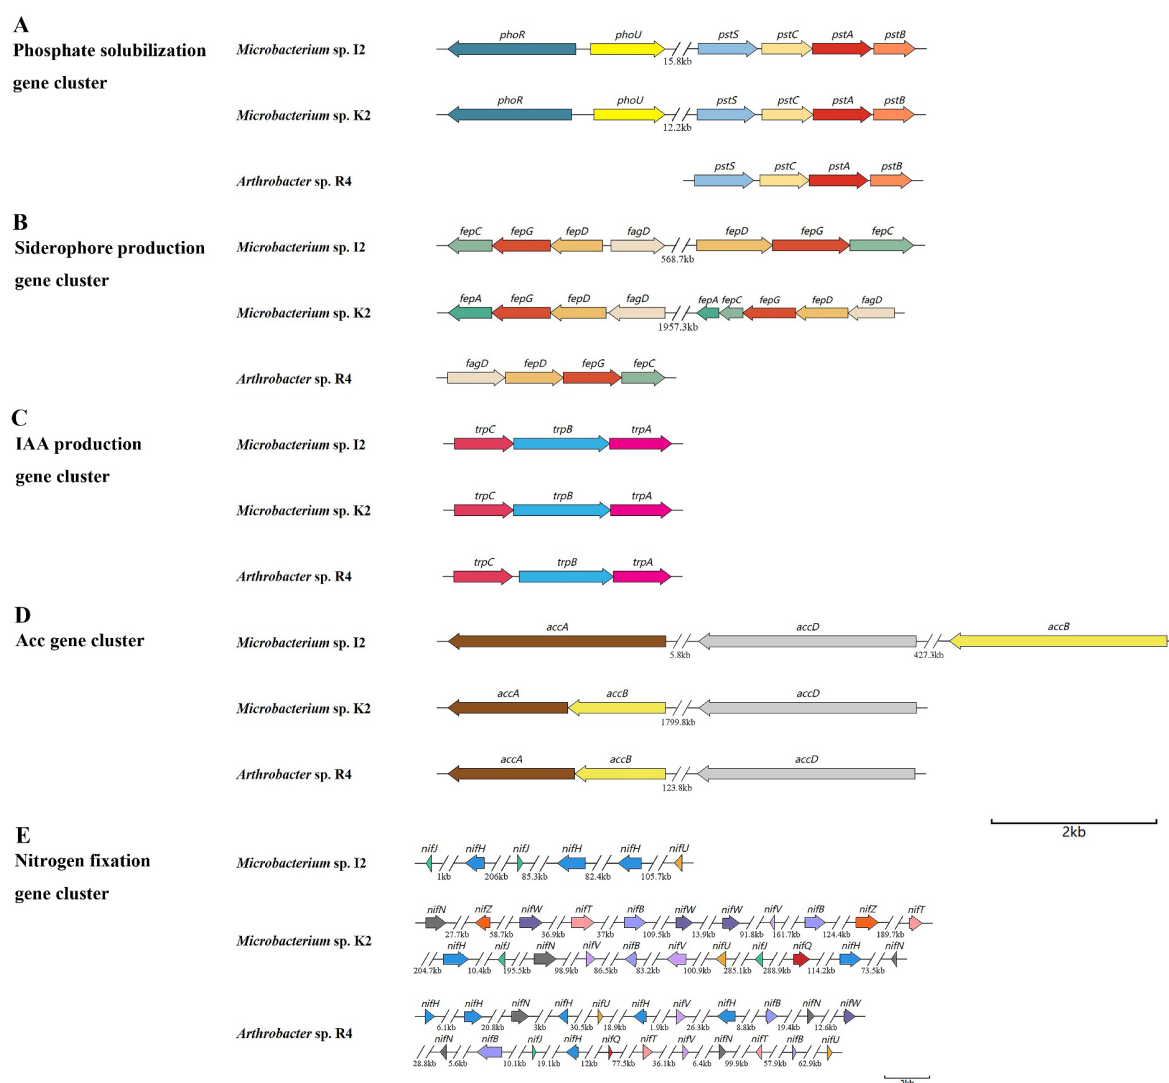 A
Phosphate solubilization
gene cluster
Microbacterium sp. I2
phoR phoU pstS pstC pstA pstB
15.8kb
Microbacterium sp. K2
phoR phoU pstS pstC pstA pstB
12.2kb
Arthrobacter sp. R4
pstS pstC pstA pstB
B
Siderophore production
gene cluster
Microbacterium sp. I2
fepC fepG fepD fagD fepD fepG fepC
568.7kb
Microbacterium sp. K2
fepA fepG fepD fagD fepA fepC fepG fepD fagD
1957.3kb
Arthrobacter sp. R4
fagD fepD fepG fepC
C
IAA production
gene cluster
Microbacterium sp. I2
trpC trpB trpA
Microbacterium sp. K2
trpC trpB trpA
Arthrobacter sp. R4
trpC trpB trpA
D
Acc gene cluster
Microbacterium sp. I2
accA accD accB
5.8kb 427.3kb
Microbacterium sp. K2
accA accB accD
1799.8kb
Arthrobacter sp. R4
accA accB accD
123.8kb
2kb
E
Nitrogen fixation
gene cluster
Microbacterium sp. I2
nifJ nifH nifJ nifH nifH nifU
1kb 206kb 85.3kb 82.4kb 105.7kb
Microbacterium sp. K2
nifN nifZ nifW nifT nifB nifW nifW nifV nifB nifZ nifT
27.7kb 58.7kb 36.9kb 37kb 109.5kb 13.9kb 91.8kb 161.7kb 124.4kb 189.7kb
nifH nifJ nifN nifV nifB nifV nifU nifJ nifQ nifH nifN
204.7kb 10.4kb 195.5kb 98.9kb 86.5kb 83.2kb 100.9kb 285.1kb 288.9kb 114.2kb 73.5kb
Arthrobacter sp. R4
nifH nifH nifN nifH nifU nifH nifV nifH nifB nifN nifW
6.1kb 20.8kb 3kb 30.5kb 18.9kb 1.9kb 26.3kb 8.8kb 19.4kb 12.6kb
nifN nifB nifJ nifH nifQ nifT nifV nifN nifT nifB nifU
28.8kb 5.6kb 10.1kb 19.1kb 12kb 77.5kb 36.1kb 6.4kb 99.9kb 57.9kb 62.9kb
2kb